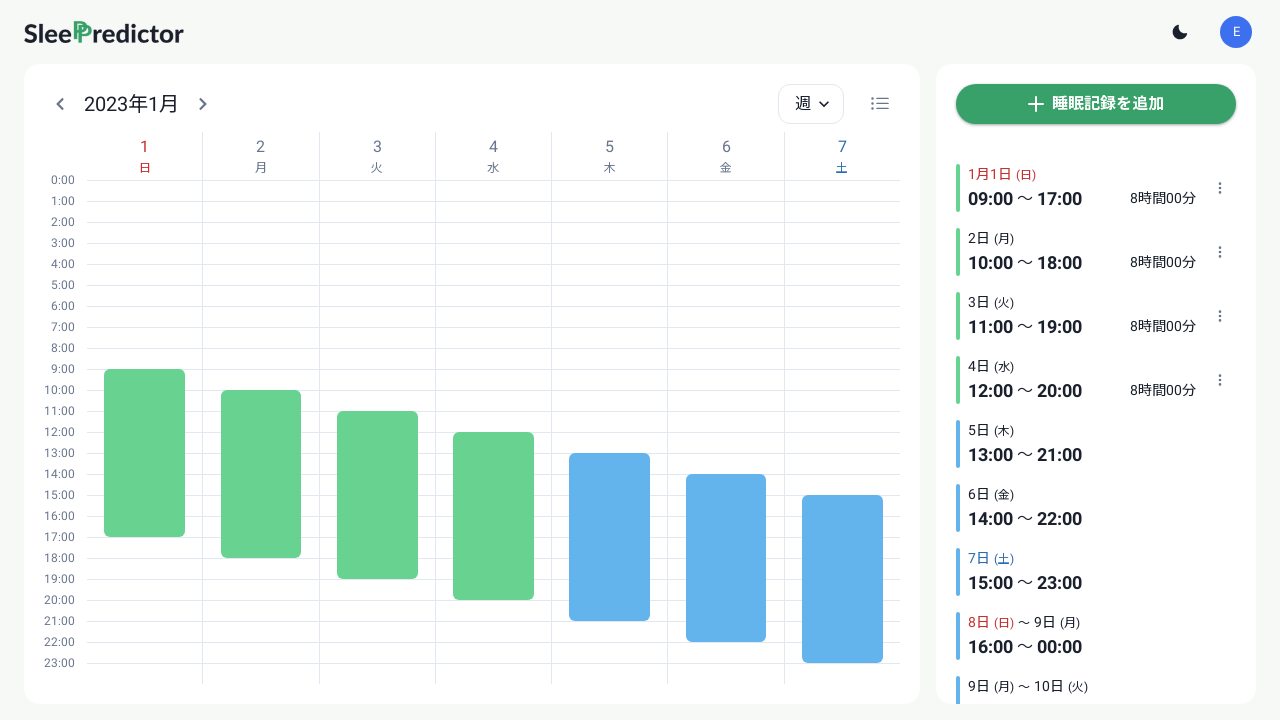 SleePPredictor
E
2023年1月
週
1 2 3 4 5 6 7
日 月 火 水 木 金 土
0:00
1:00
2:00
3:00
4:00
5:00
6:00
7:00
8:00
9:00
10:00
11:00
12:00
13:00
14:00
15:00
16:00
17:00
18:00
19:00
20:00
21:00
22:00
23:00
睡眠記録を追加
1月1日 (日)
09:00 〜 17:00 8時間00分
2日 (月)
10:00 〜 18:00 8時間00分
3日 (火)
11:00 〜 19:00 8時間00分
4日 (水)
12:00 〜 20:00 8時間00分
5日 (木)
13:00 〜 21:00
6日 (金)
14:00 〜 22:00
7日 (土)
15:00 〜 23:00
8日 (日) 〜 9日 (月)
16:00 〜 00:00
9日 (月) 〜 10日 (火)